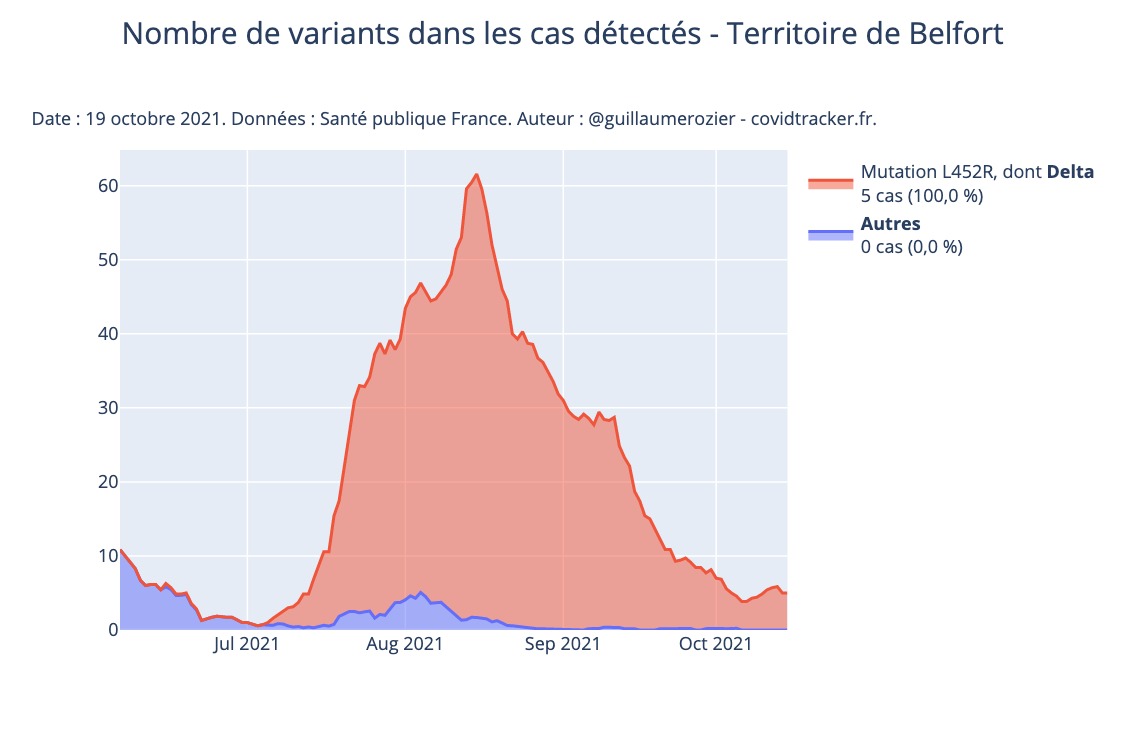 Nombre de variants dans les cas détectés - Territoire de Belfort
Date : 19 octobre 2021. Données : Santé publique France. Auteur : @guillaumerozier - covidtracker.fr.
Mutation L452R, dont Delta
5 cas (100,0 %)
Autres
0 cas (0,0 %)
60
50
40
30
20
10
0
Jul 2021
Aug 2021
Sep 2021
Oct 2021